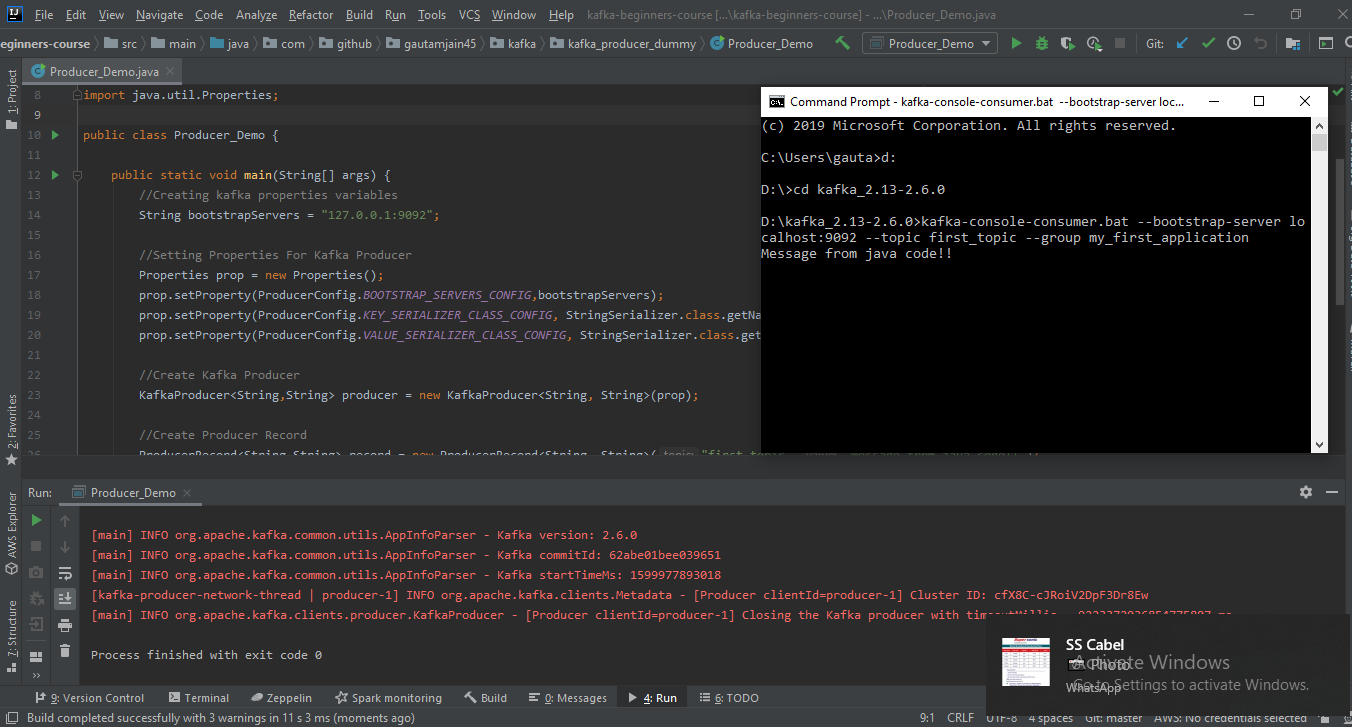 File Edit View Navigate Code Analyze Refactor Build Run Tools VCS Window Help kafka-beginners-course [...\kafka-beginners-course] - ...\Producer_Demo.java
eginners-course src main java com github gautamjain45 kafka kafka_producer_dummy Producer_Demo Producer_Demo Git:
1: Project
Producer_Demo.java
8 import java.util.Properties;
9
10 public class Producer_Demo {
11
12 public static void main(String[] args) {
13 //Creating kafka properties variables
14 String bootstrapServers = "127.0.0.1:9092";
15
16 //Setting Properties For Kafka Producer
17 Properties prop = new Properties();
18 prop.setProperty(ProducerConfig.BOOTSTRAP_SERVERS_CONFIG,bootstrapServers);
19 prop.setProperty(ProducerConfig.KEY_SERIALIZER_CLASS_CONFIG, StringSerializer.class.getNa
20 prop.setProperty(ProducerConfig.VALUE_SERIALIZER_CLASS_CONFIG, StringSerializer.class.get
21
22 //Create Kafka Producer
23 KafkaProducer<String,String> producer = new KafkaProducer<String, String>(prop);
24
25 //Create Producer Record
26 ProducerRecord<String,String> record = new ProducerRecord<String, String>(
Command Prompt - kafka-console-consumer.bat --bootstrap-server loc...
(c) 2019 Microsoft Corporation. All rights reserved.
C:\Users\gauta>d:
D:\>cd kafka_2.13-2.6.0
D:\kafka_2.13-2.6.0>kafka-console-consumer.bat --bootstrap-server lo
calhost:9092 --topic first_topic --group my_first_application
Message from java code!!
2: Favorites
AWS Explorer
7: Structure
Run: Producer_Demo
[main] INFO org.apache.kafka.common.utils.AppInfoParser - Kafka version: 2.6.0
[main] INFO org.apache.kafka.common.utils.AppInfoParser - Kafka commitId: 62abe01bee039651
[main] INFO org.apache.kafka.common.utils.AppInfoParser - Kafka startTimeMs: 1599977893018
[kafka-producer-network-thread | producer-1] INFO org.apache.kafka.clients.Metadata - [Producer clientId=producer-1] Cluster ID: cfX8C-cJRoiV2DpF3Dr8Ew
[main] INFO org.apache.kafka.clients.producer.KafkaProducer - [Producer clientId=producer-1] Closing the Kafka producer with
Process finished with exit code 0
SS Cabel
Photo
WhatsApp
Activate Windows
Go to Settings to activate Windows.
9: Version Control Terminal Zeppelin Spark monitoring Build 0: Messages 4: Run 6: TODO
Build completed successfully with 3 warnings in 11 s 3 ms (moments ago) 9:1 CRLF UTF-8 4 spaces Git: master AWS: No credentials selected